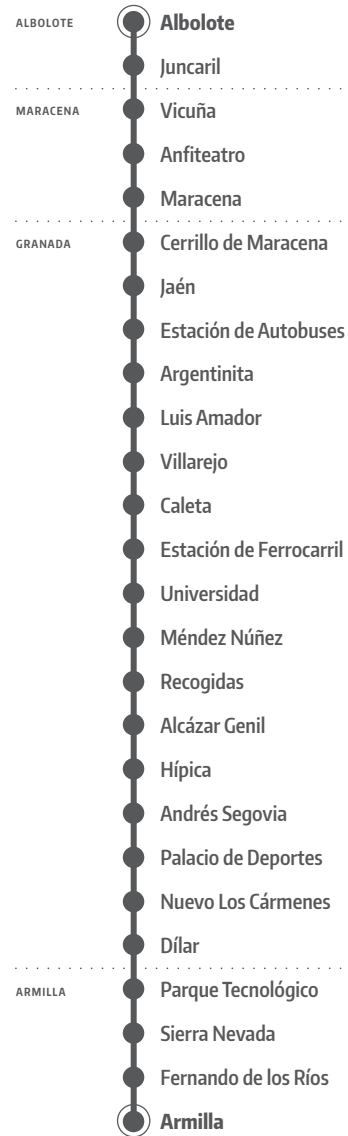 ALBOLOTE
Albolote
Juncaril
MARACENA
Vicuña
Anfiteatro
Maracena
GRANADA
Cerrillo de Maracena
Jaén
Estación de Autobuses
Argentinita
Luis Amador
Villarejo
Caleta
Estación de Ferrocarril
Universidad
Méndez Núñez
Recogidas
Alcázar Genil
Hípica
Andrés Segovia
Palacio de Deportes
Nuevo Los Cármenes
Dílar
ARMILLA
Parque Tecnológico
Sierra Nevada
Fernando de los Ríos
Armilla